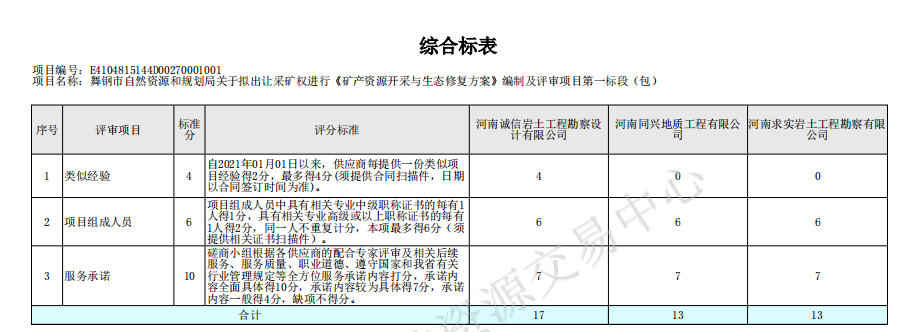 综合标表
项目编号：E4104815144D00270001001
项目名称：舞钢市自然资源和规划局关于拟出让采矿权进行《矿产资源开采与生态修复方案》编制及评审项目第一标段（包）
序号 评审项目 标准分 评分标准 河南诚信岩土工程勘察设计有限公司 河南同兴地质工程有限公司 河南求实岩土工程勘察有限公司
1 类似经验 4
自2021年01月01日以来，供应商每提供一份类似项
目经验得2分，最多得4分(须提供合同扫描件，日期
以合同签订时间为准)。
4 0 0
2 项目组成人员 6
项目组成人员中具有相关专业中级职称证书的每有1
人得1分，具有相关专业高级或以上职称证书的每有
1人得2分，同一人不重复计分，本项最多得6分（须
提供相关证书扫描件）。
6 6 6
3 服务承诺 10
磋商小组根据各供应商的配合专家评审及相关后续
服务、服务质量、职业道德、遵守国家和我省有关
行业管理规定等全方位服务承诺内容打分，承诺内
容全面具体得10分，承诺内容较为具体得7分，承诺
内容一般得4分，缺项不得分。
7 7 7
合计 17 13 13
资源交易中心